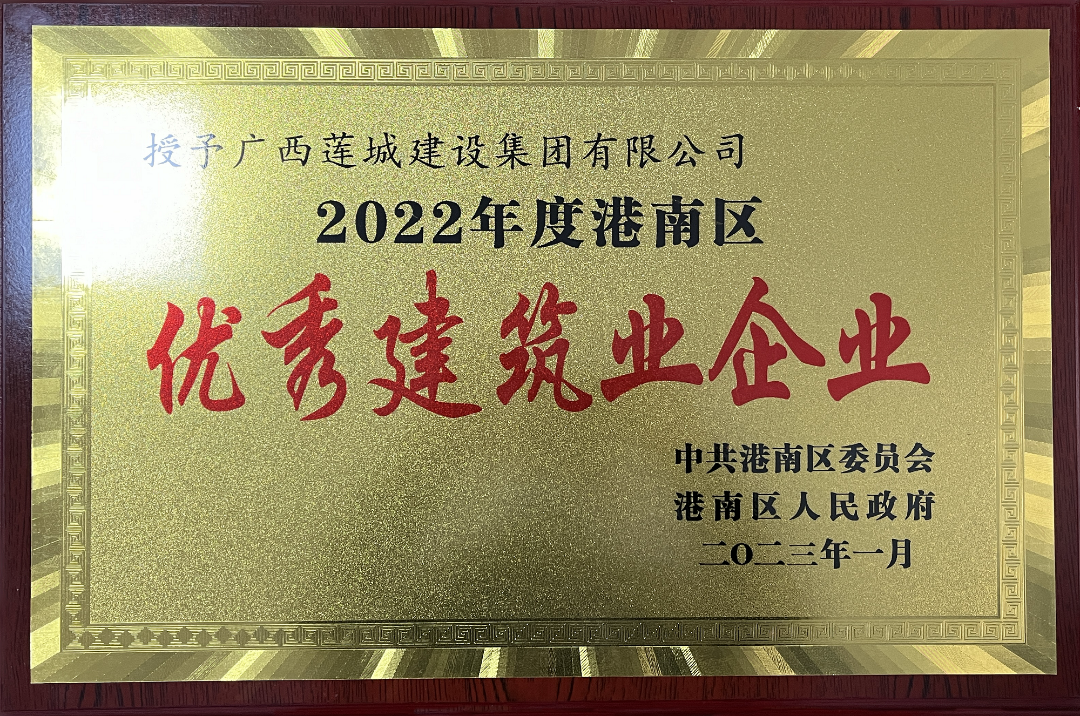 授予广西莲城建设集团有限公司
2022年度港南区
优秀建筑业企业
中共港南区委员会
港南区人民政府
二〇二三年一月